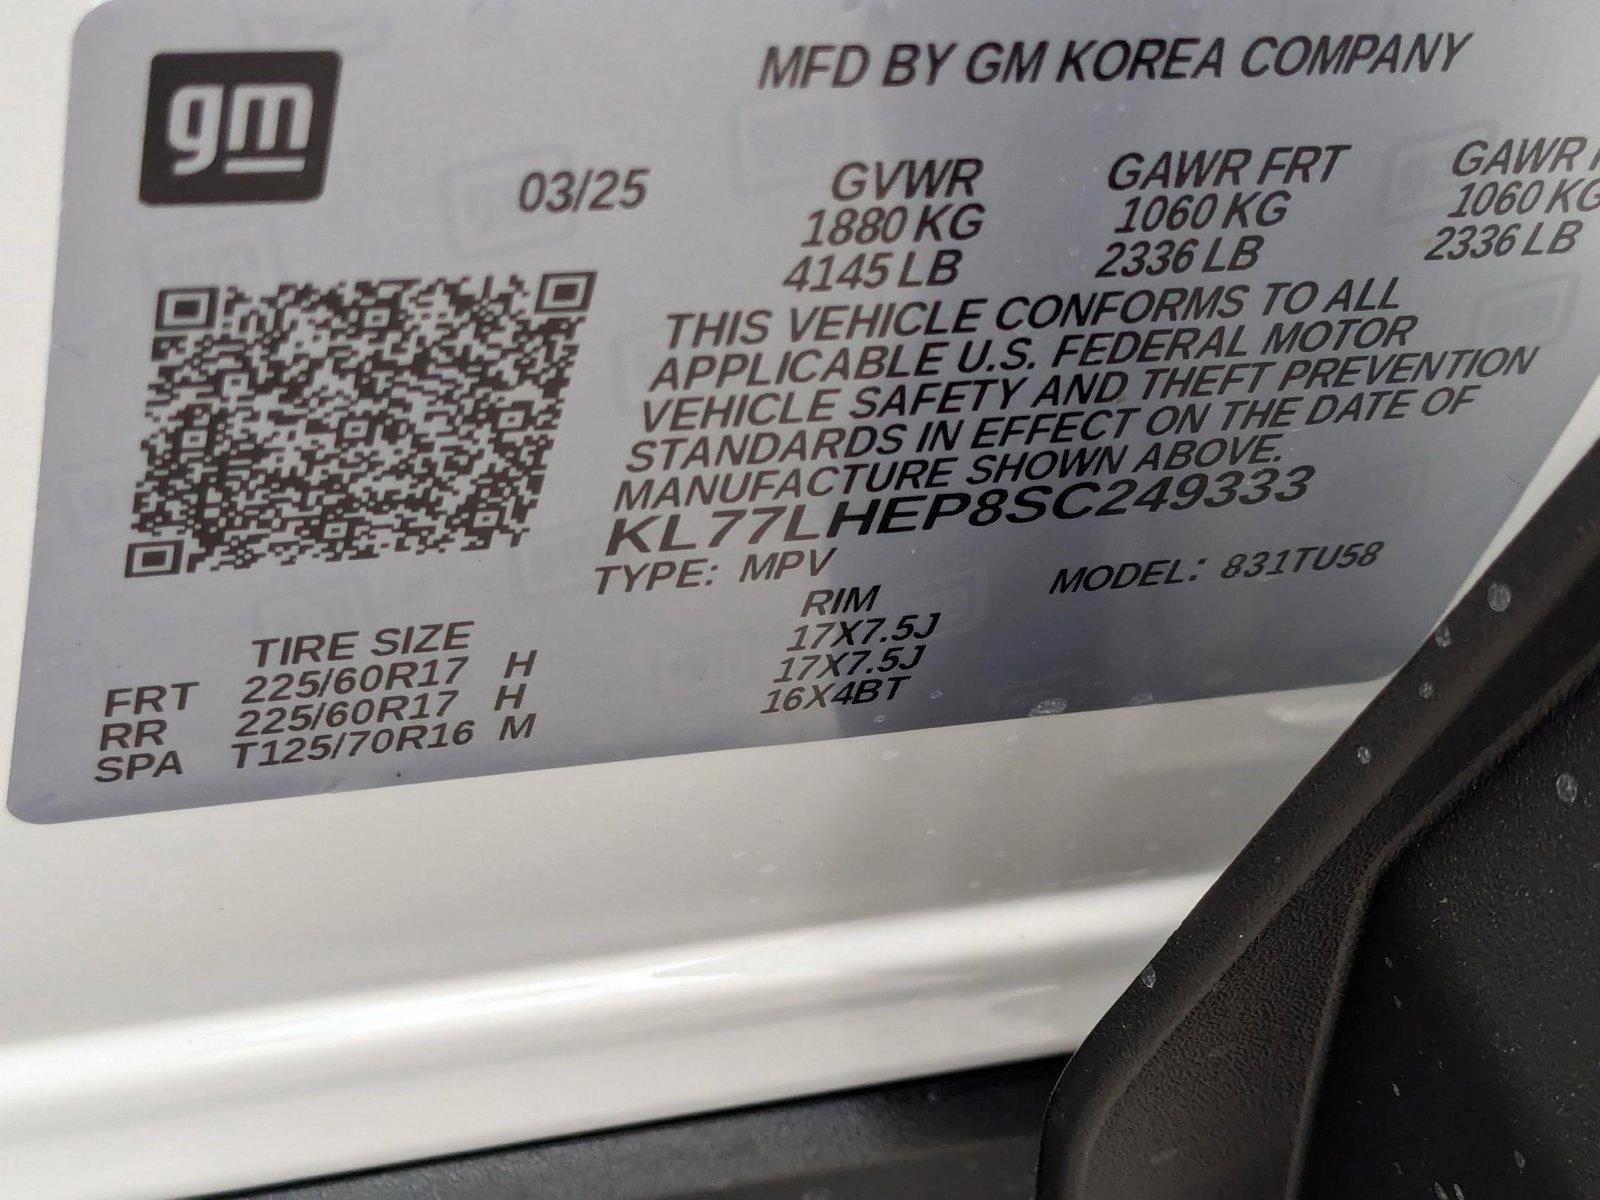 gm
MFD BY GM KOREA COMPANY
03/25
GVWR GAWR FRT GAWR
1880 KG 1060 KG 1060 KG
4145 LB 2336 LB 2336 LB
THIS VEHICLE CONFORMS TO ALL
APPLICABLE U.S. FEDERAL MOTOR
VEHICLE SAFETY AND THEFT PREVENTION
STANDARDS IN EFFECT ON THE DATE OF
MANUFACTURE SHOWN ABOVE.
KL77LHEP8SC249333
TYPE: MPV MODEL: 831TU58
TIRE SIZE RIM
FRT 225/60R17 H 17X7.5J
RR 225/60R17 H 17X7.5J
SPA T125/70R16 M 16X4BT